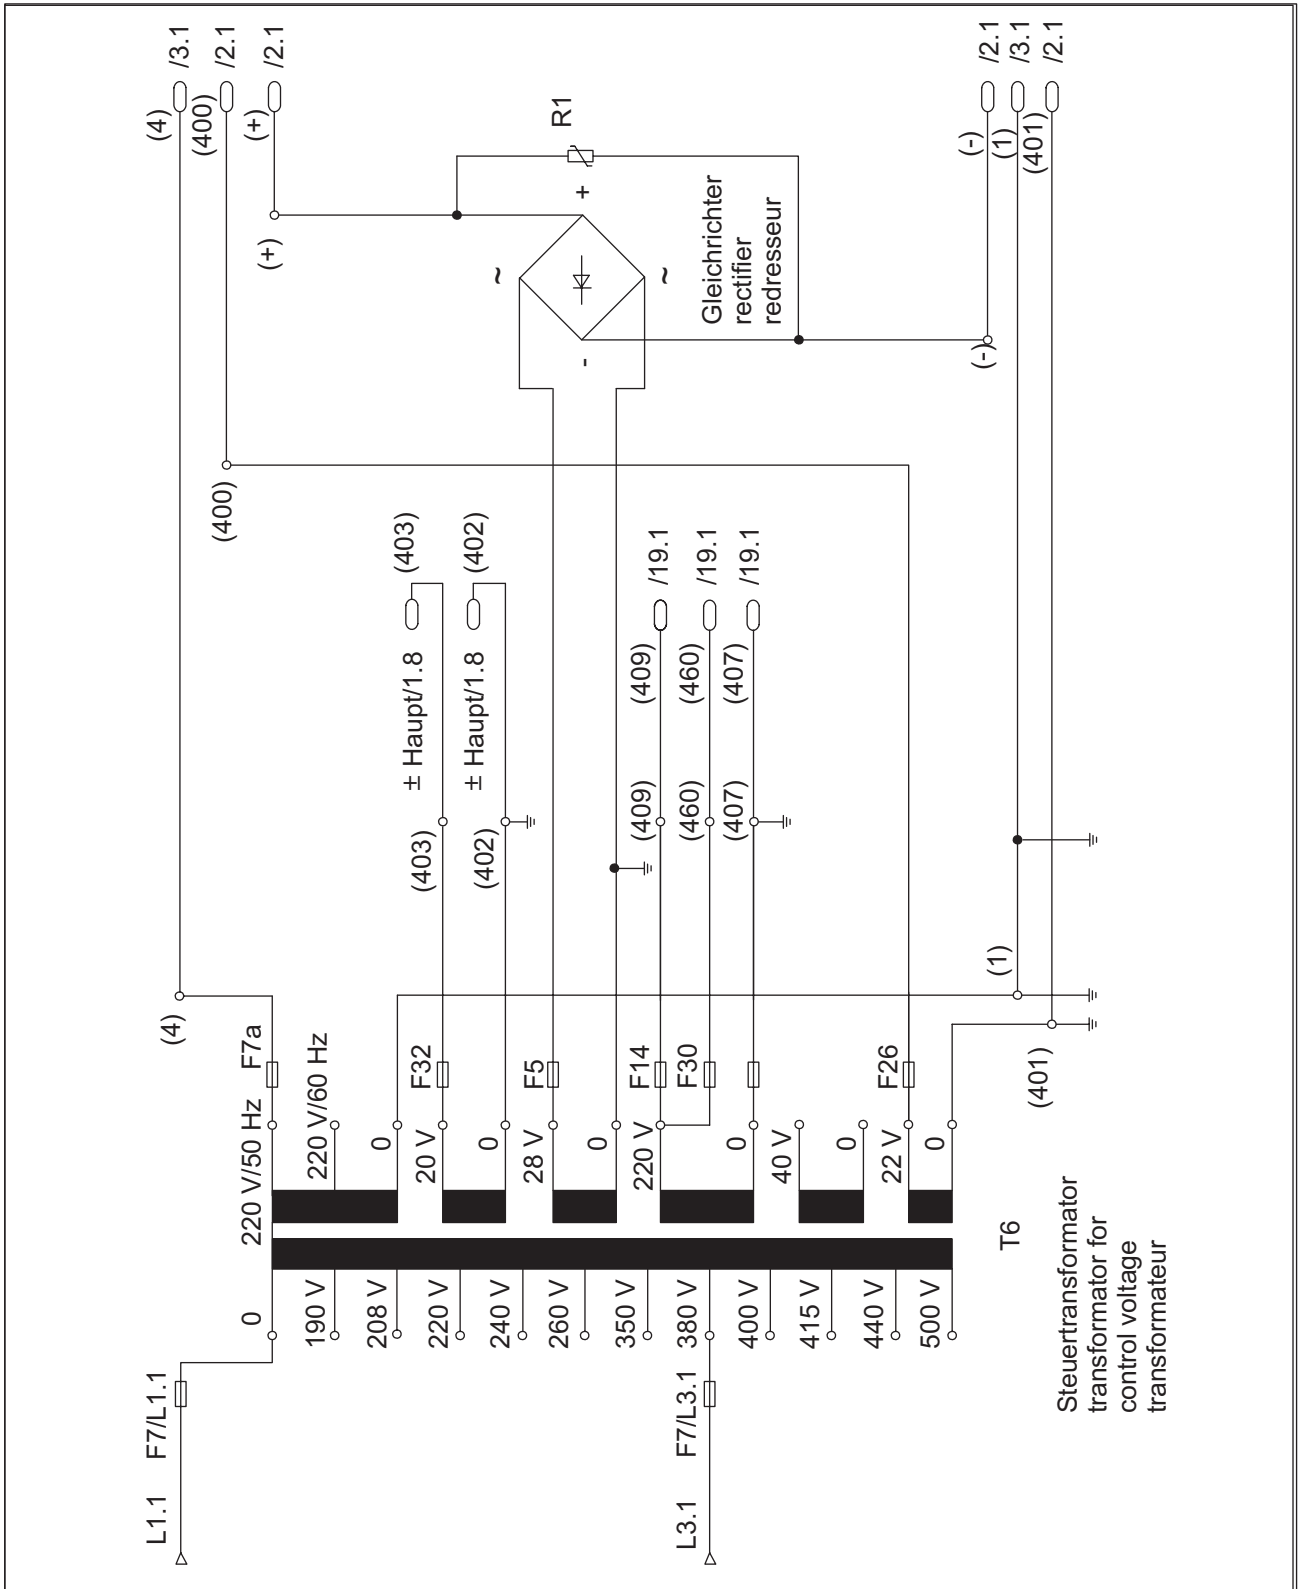 L1.1
F7/L1.1
L3.1
F7/L3.1
0
190 V
208 V
220 V
240 V
260 V
350 V
380 V
400 V
415 V
440 V
500 V
T6
Steuertransformator
transformator for
control voltage
transformateur
220 V/50 Hz
220 V/60 Hz
0
20 V
0
28 V
0
220 V
0
40 V
0
22 V
0
F7a
F32
F5
F14
F30
F26
(4)
(1)
(401)
(403)
(402)
(409)
(460)
(407)
± Haupt/1.8
± Haupt/1.8
(409)
(460)
(407)
(403)
(402)
/19.1
/19.1
/19.1
(400)
(+)
(-)
~
~
+
-
Gleichrichter
rectifier
redresseur
R1
(4)
(400)
(+)
(-)
(1)
(401)
/3.1
/2.1
/2.1
/2.1
/3.1
/2.1